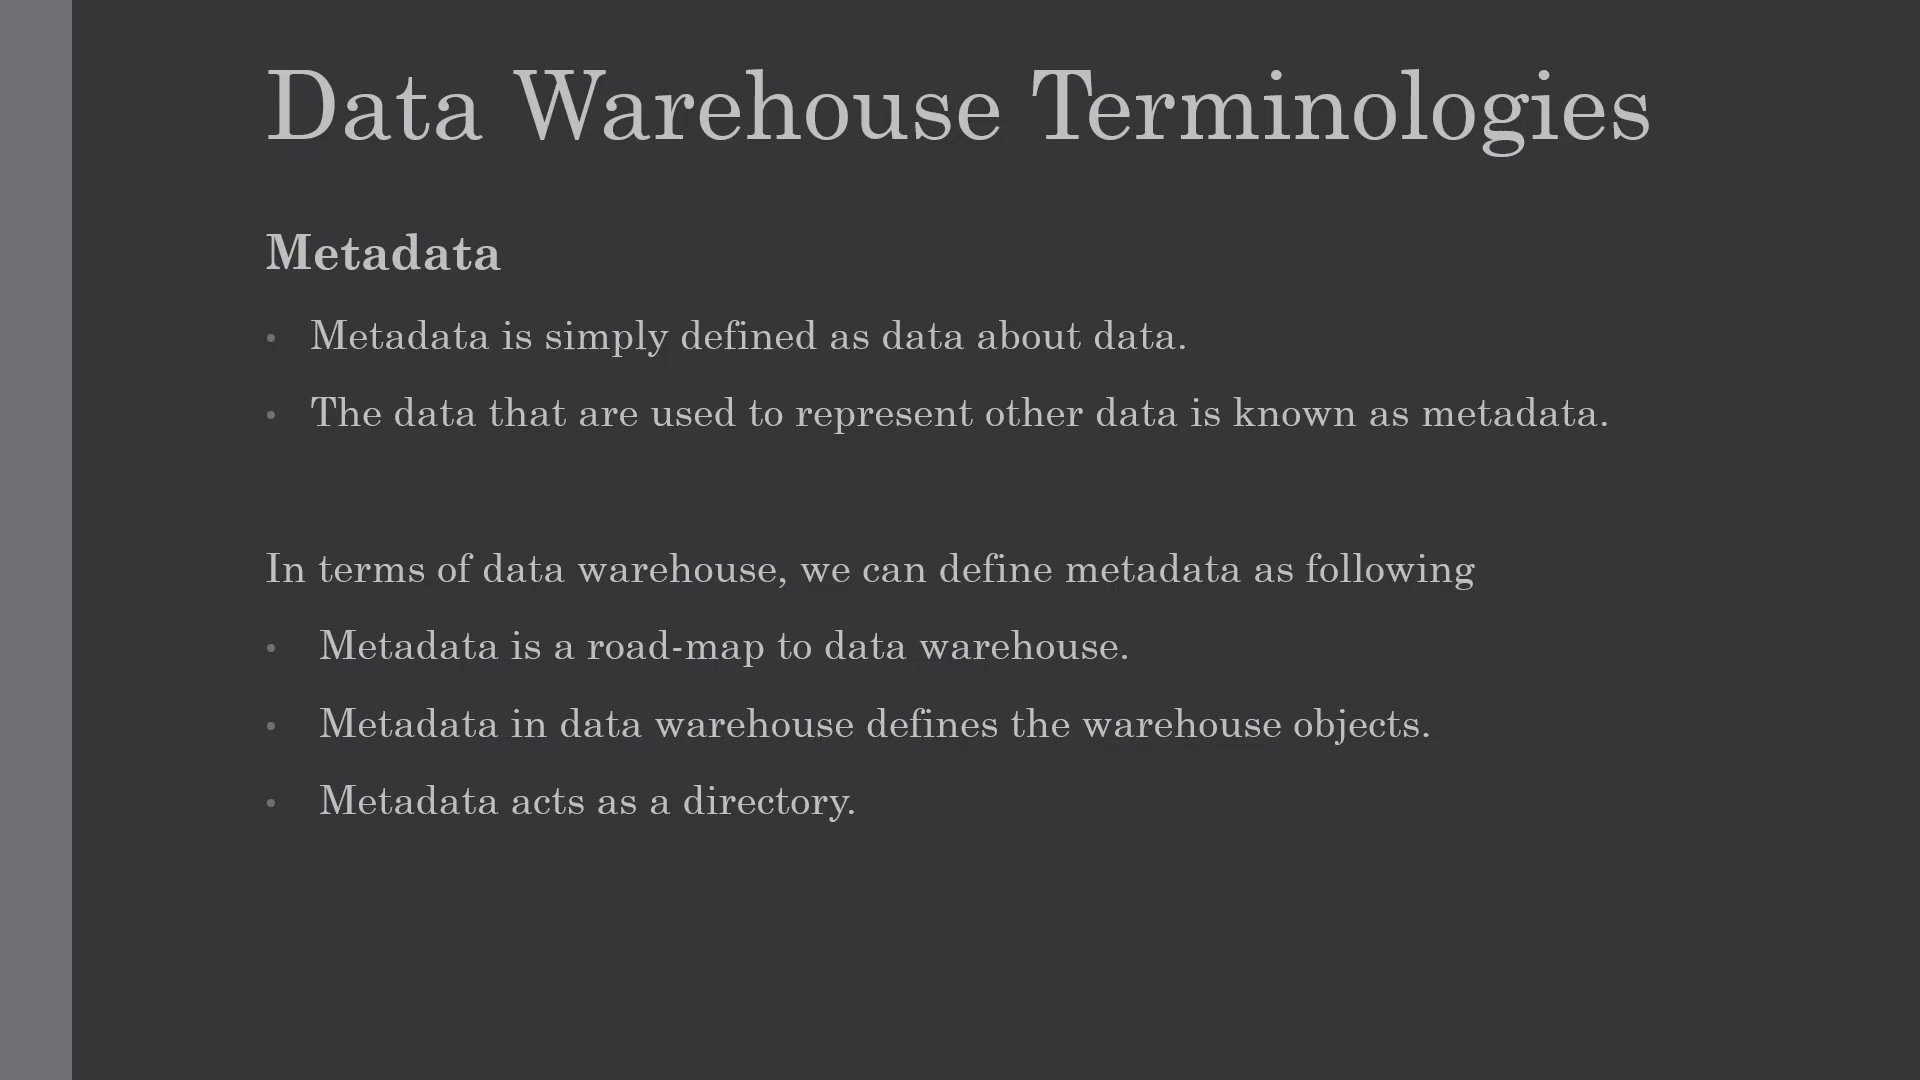 Data Warehouse Terminologies
Metadata
• Metadata is simply defined as data about data.
• The data that are used to represent other data is known as metadata.
In terms of data warehouse, we can define metadata as following
• Metadata is a road-map to data warehouse.
• Metadata in data warehouse defines the warehouse objects.
• Metadata acts as a directory.